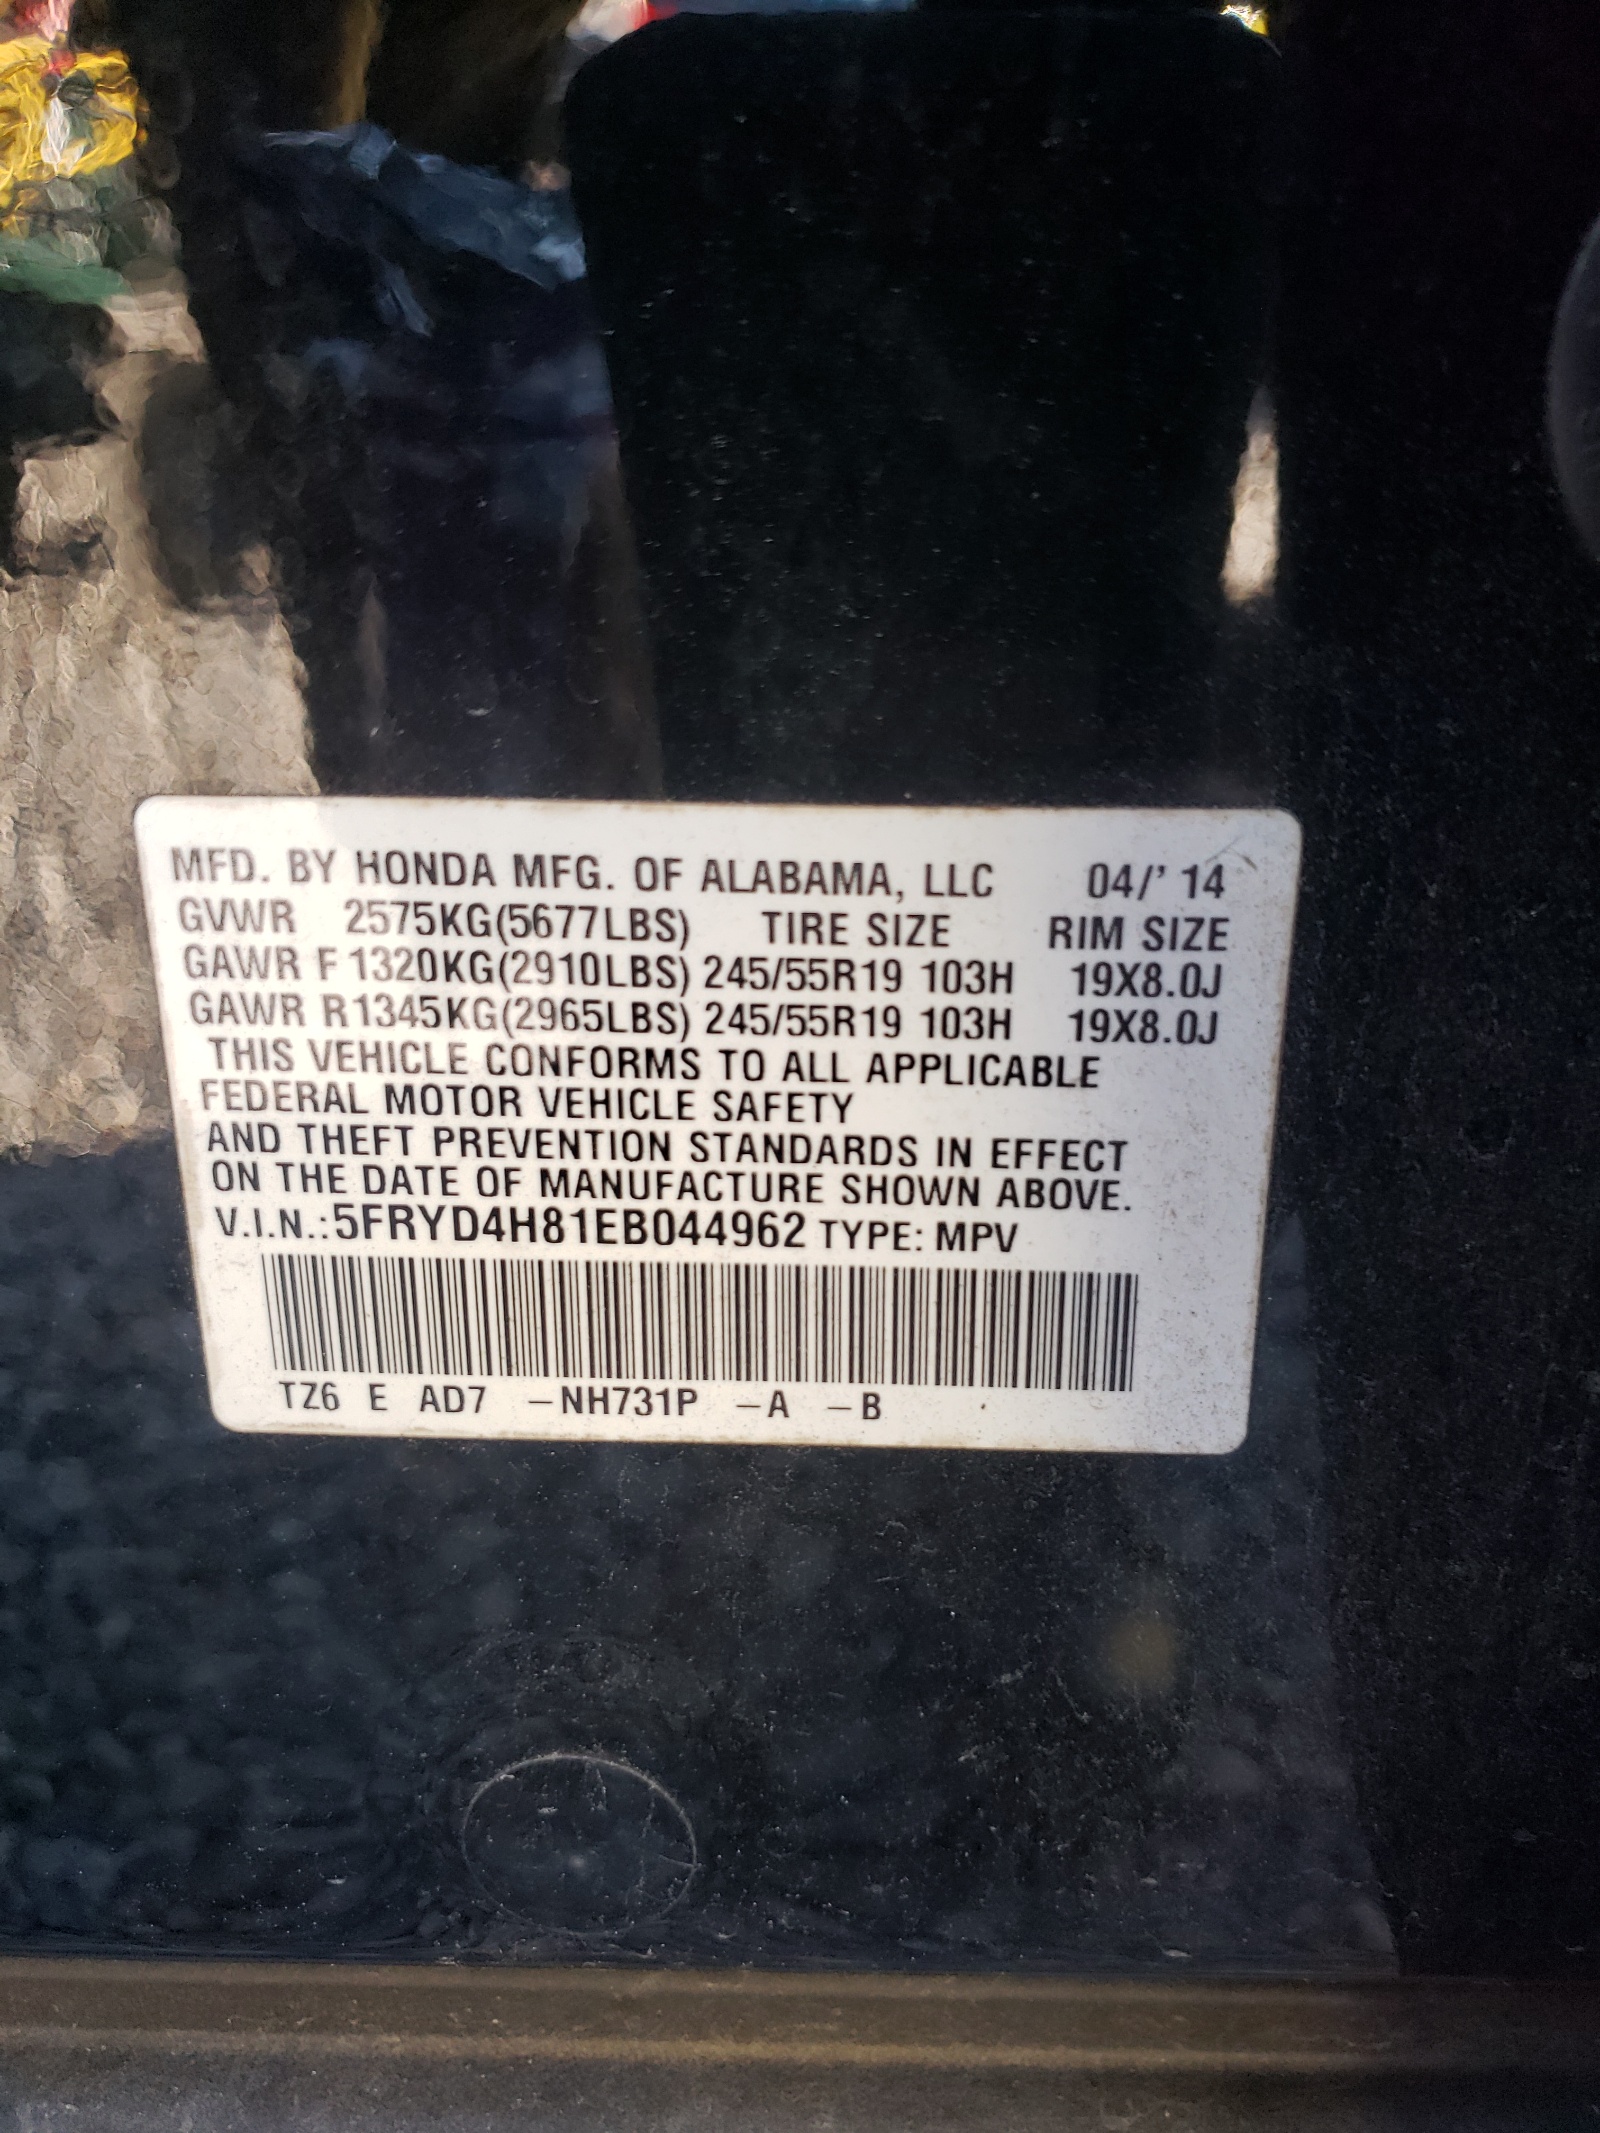 MFD. BY HONDA MFG. OF ALABAMA, LLC 04/' 14
GVWR 2575KG(5677LBS) TIRE SIZE RIM SIZE
GAWR F 1320KG(2910LBS) 245/55R19 103H 19X8.0J
GAWR R 1345KG(2965LBS) 245/55R19 103H 19X8.0J
THIS VEHICLE CONFORMS TO ALL APPLICABLE
FEDERAL MOTOR VEHICLE SAFETY
AND THEFT PREVENTION STANDARDS IN EFFECT
ON THE DATE OF MANUFACTURE SHOWN ABOVE.
V.I.N.: 5FRYD4H81EB044962 TYPE: MPV
TZ6 E AD7 –NH731P –A –B